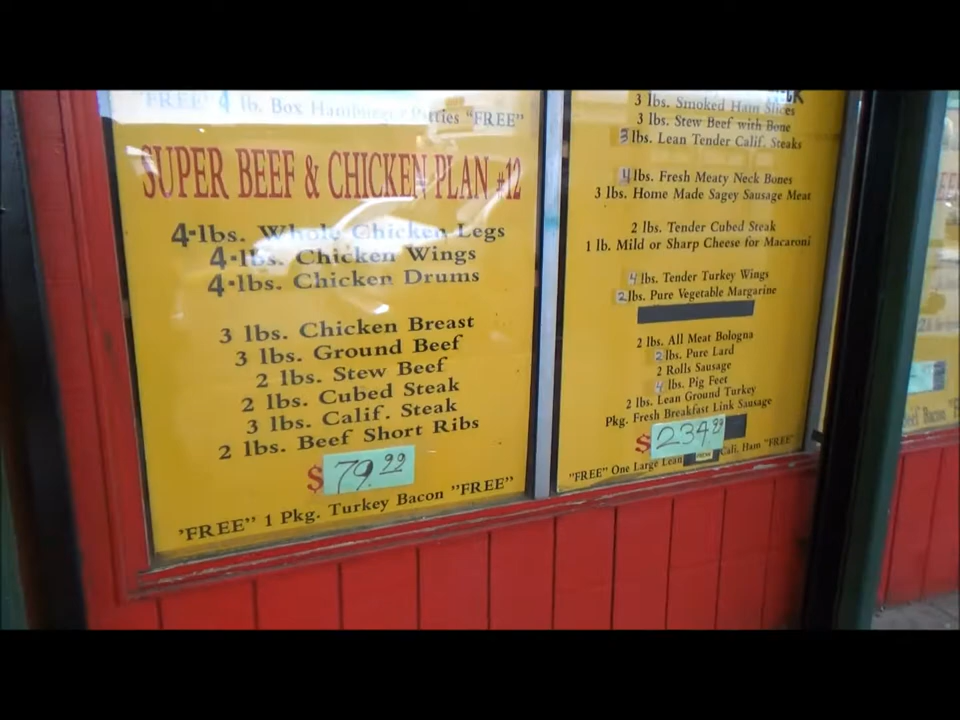 "FREE" 4 lb. Box Hamburger Patties "FREE"
SUPER BEEF & CHICKEN PLAN #12
4-lbs. Whole Chicken Legs
4-lbs. Chicken Wings
4-lbs. Chicken Drums
3 lbs. Chicken Breast
3 lbs. Ground Beef
2 lbs. Stew Beef
2 lbs. Cubed Steak
3 lbs. Calif. Steak
2 lbs. Beef Short Ribs
$79.99
"FREE" 1 Pkg. Turkey Bacon "FREE"
3 lbs. Smoked Ham Slices
3 lbs. Stew Beef with Bone
3 lbs. Lean Tender Calif. Steaks
4 lbs. Fresh Meaty Neck Bones
3 lbs. Home Made Sagey Sausage Meat
2 lbs. Tender Cubed Steak
1 lb. Mild or Sharp Cheese for Macaroni
4 lbs. Tender Turkey Wings
2 lbs. Pure Vegetable Margarine
2 lbs. All Meat Bologna
2 lbs. Pure Lard
2 Rolls Sausage
4 lbs. Pig Feet
2 lbs. Lean Ground Turkey
Pkg. Fresh Breakfast Link Sausage
$234.99
"FREE" One Large Lean Cali. Ham "FREE"